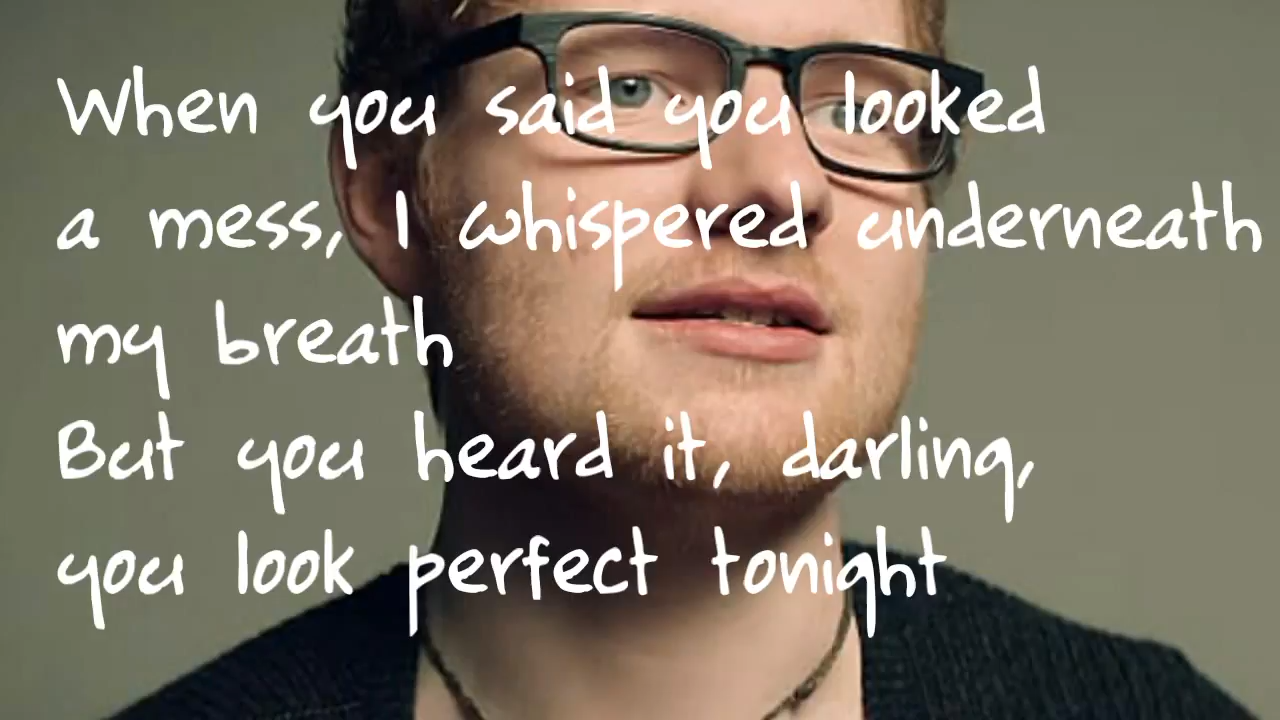 When you said you looked
a mess, I whispered underneath
my breath
But you heard it, darling,
you look perfect tonight